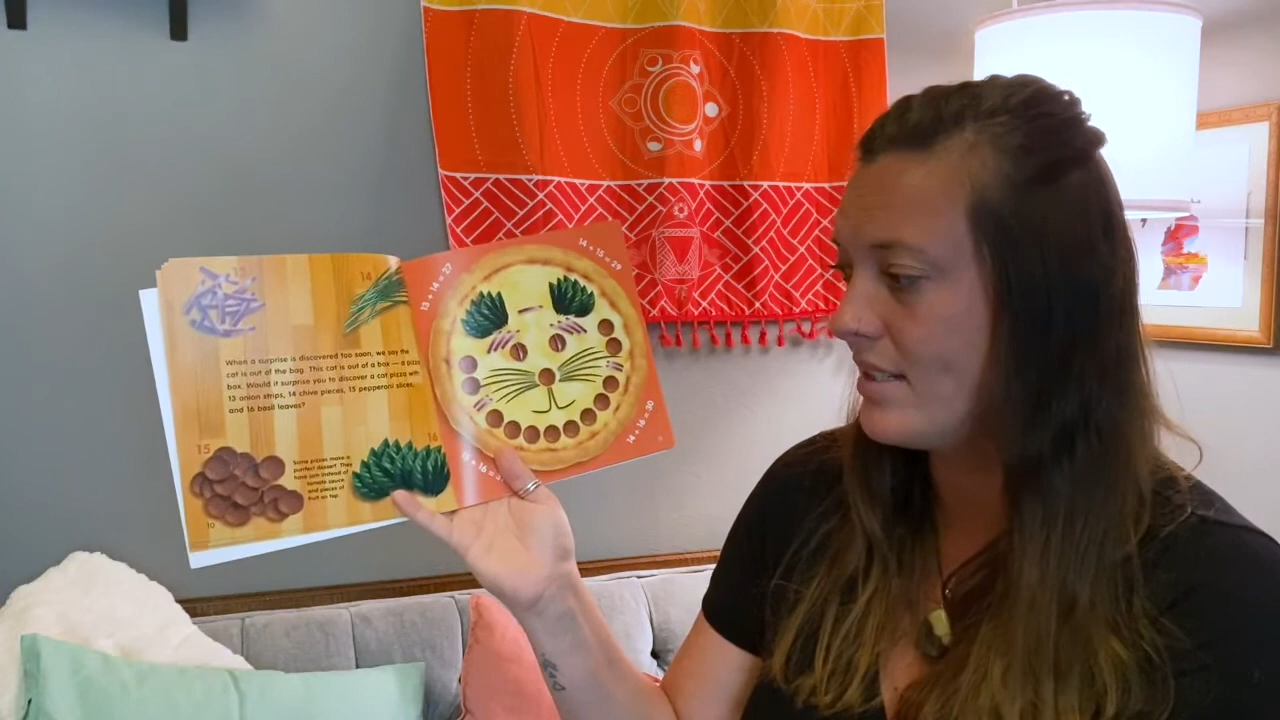 13
14
When a surprise is discovered too soon, we say the
cat is out of the bag. This cat is out of a box — a pizza
box. Would it surprise you to discover a cat pizza with
13 onion strips, 14 chive pieces, 15 pepperoni slices,
and 16 basil leaves?
15
16
Some pizzas make a
purrfect dessert. They
have jam instead of
tomato sauce
and pieces of
fruit on top.
10
13 + 14 = 27
14 + 15 = 29
14 + 16 = 30
+ 16 =